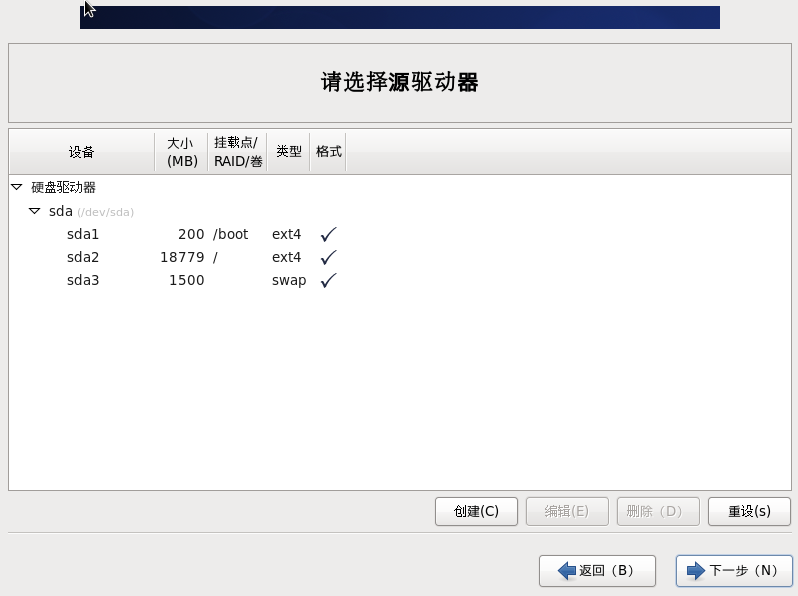 请选择源驱动器
设备 大小 (MB) 挂载点/ RAID/卷 类型 格式
硬盘驱动器
sda (/dev/sda)
sda1 200 /boot ext4
sda2 18779 / ext4
sda3 1500 swap
创建(C) 编辑(E) 删除（D） 重设(s)
返回（B） 下一步（N）